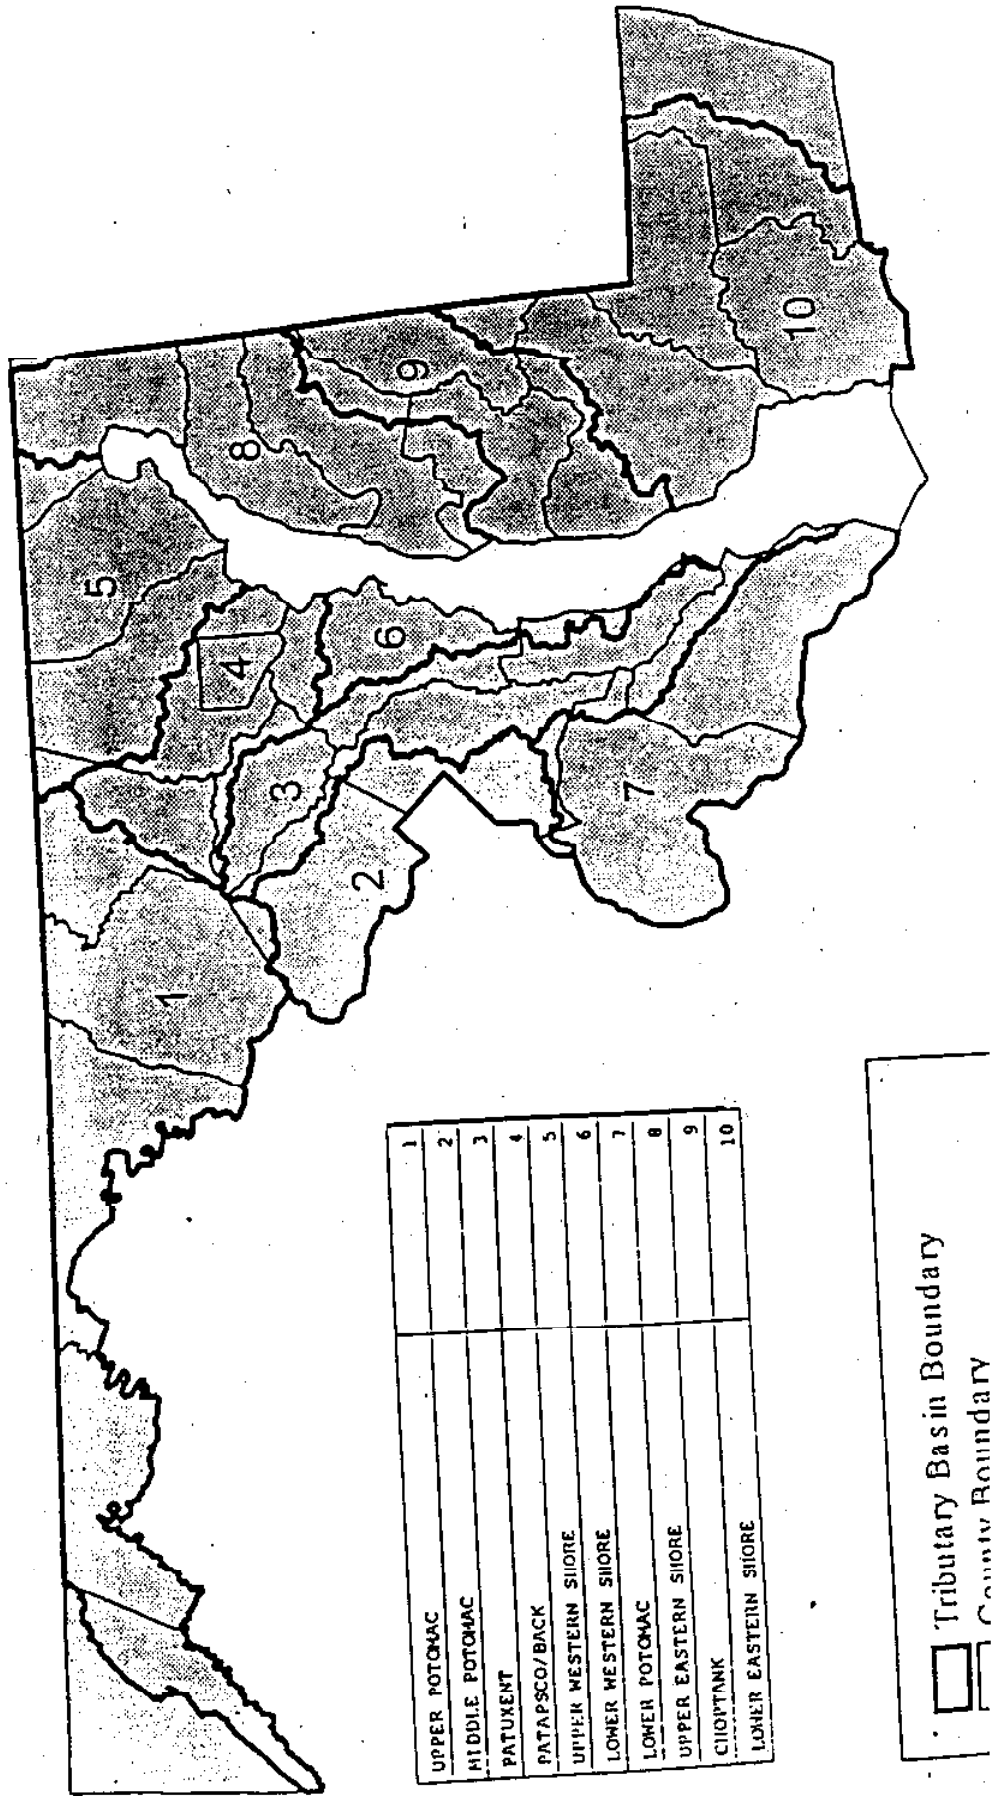 1
2
3
4
5
6
7
8
9
10
UPPER POTOMAC 1
MIDDLE POTOMAC 2
PATUXENT 3
PATAPSCO/BACK 4
UPPER WESTERN SHORE 5
LOWER WESTERN SHORE 6
LOWER POTOMAC 7
UPPER EASTERN SHORE 8
CHOPTANK 9
LOWER EASTERN SHORE 10
Tributary Basin Boundary
County Boundary